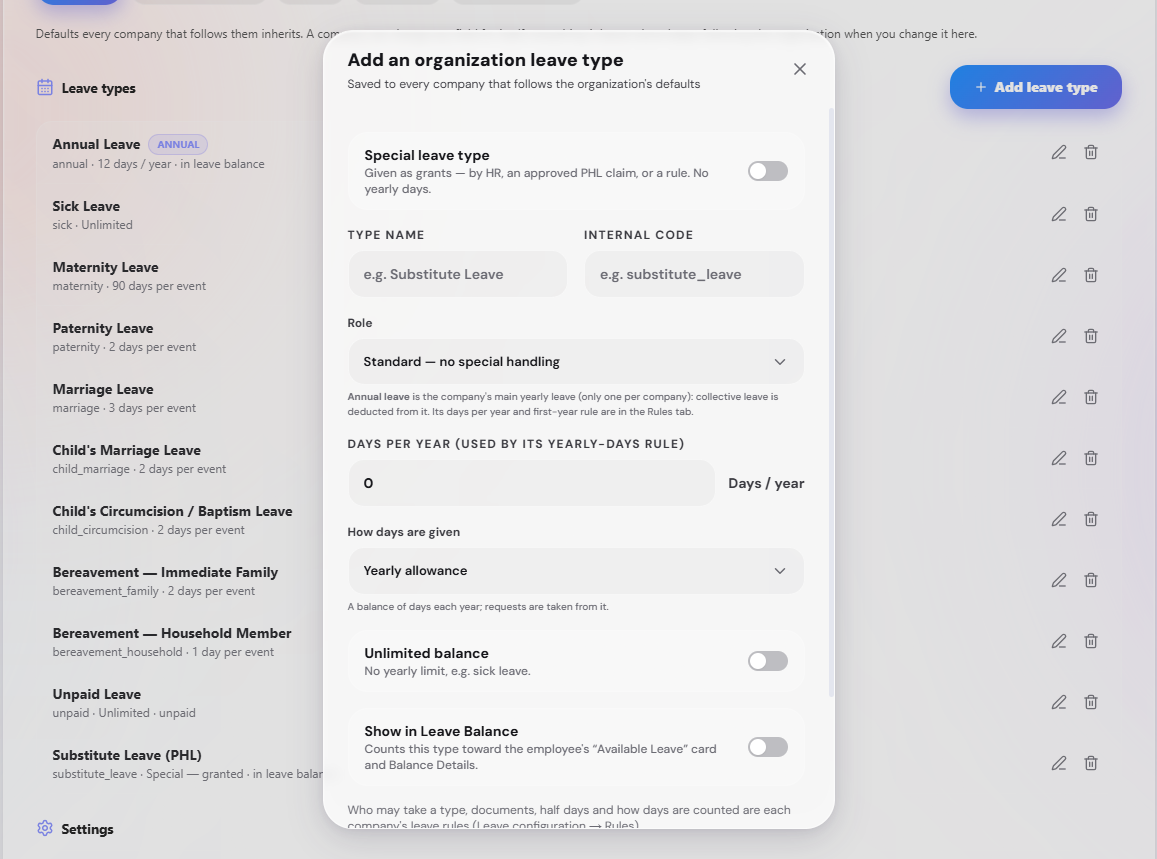 Defaults every company that follows them inherits. A com
tion when you change it here.
Leave types
+ Add leave type
Annual Leave ANNUAL
annual · 12 days / year · in leave balance
Sick Leave
sick · Unlimited
Maternity Leave
maternity · 90 days per event
Paternity Leave
paternity · 2 days per event
Marriage Leave
marriage · 3 days per event
Child's Marriage Leave
child_marriage · 2 days per event
Child's Circumcision / Baptism Leave
child_circumcision · 2 days per event
Bereavement — Immediate Family
bereavement_family · 2 days per event
Bereavement — Household Member
bereavement_household · 1 day per event
Unpaid Leave
unpaid · Unlimited · unpaid
Substitute Leave (PHL)
substitute_leave · Special — granted · in leave balan
Settings
Add an organization leave type
Saved to every company that follows the organization's defaults
Special leave type
Given as grants — by HR, an approved PHL claim, or a rule. No
yearly days.
TYPE NAME
INTERNAL CODE
e.g. Substitute Leave
e.g. substitute_leave
Role
Standard — no special handling
Annual leave is the company's main yearly leave (only one per company): collective leave is
deducted from it. Its days per year and first-year rule are in the Rules tab.
DAYS PER YEAR (USED BY ITS YEARLY-DAYS RULE)
0
Days / year
How days are given
Yearly allowance
A balance of days each year; requests are taken from it.
Unlimited balance
No yearly limit, e.g. sick leave.
Show in Leave Balance
Counts this type toward the employee's “Available Leave” card
and Balance Details.
Who may take a type, documents, half days and how days are counted are each
company's leave rules (Leave configuration → Rules)